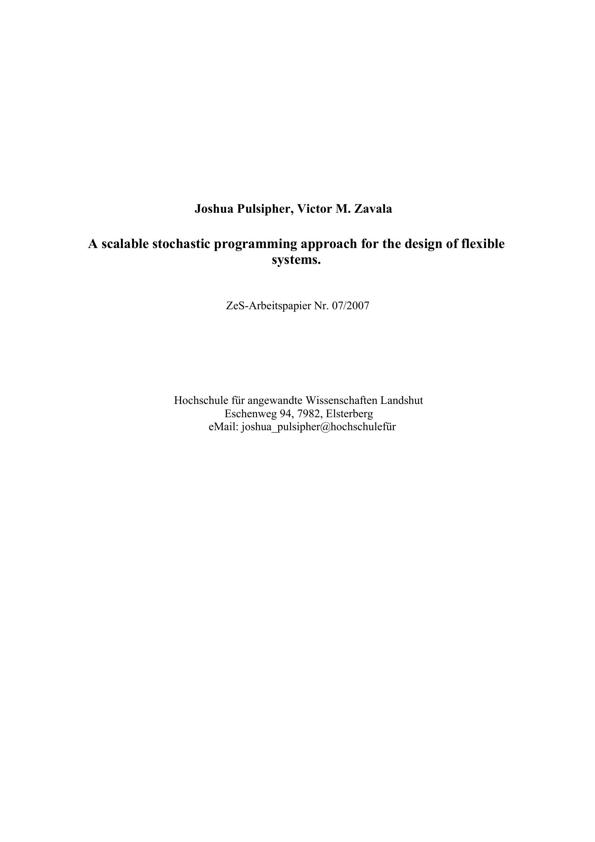 Joshua Pulsipher, Victor M. Zavala
A scalable stochastic programming approach for the design of flexible
systems.
ZeS-Arbeitspapier Nr. 07/2007
Hochschule für angewandte Wissenschaften Landshut
Eschenweg 94, 7982, Elsterberg
eMail: joshua_pulsipher@hochschulefür